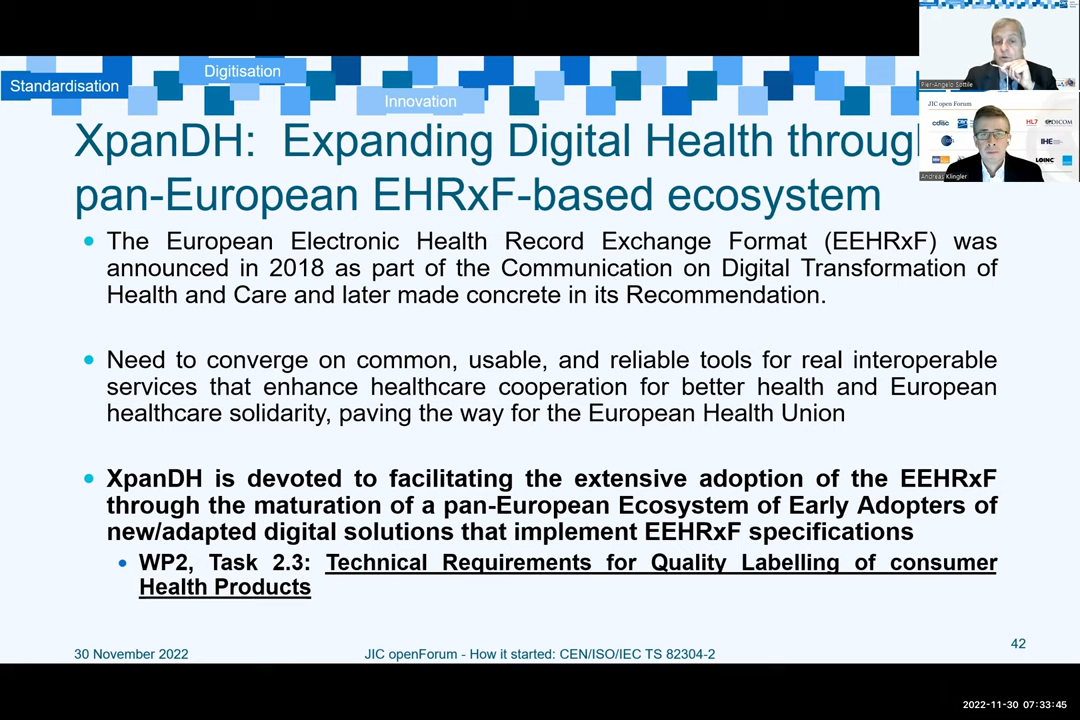 Standardisation
Digitisation
Innovation
XpanDH: Expanding Digital Health throug
pan-European EHRxF-based ecosystem
The European Electronic Health Record Exchange Format (EEHRxF) was
announced in 2018 as part of the Communication on Digital Transformation of
Health and Care and later made concrete in its Recommendation.
Need to converge on common, usable, and reliable tools for real interoperable
services that enhance healthcare cooperation for better health and European
healthcare solidarity, paving the way for the European Health Union
XpanDH is devoted to facilitating the extensive adoption of the EEHRxF
through the maturation of a pan-European Ecosystem of Early Adopters of
new/adapted digital solutions that implement EEHRxF specifications
WP2, Task 2.3: Technical Requirements for Quality Labelling of consumer
Health Products
30 November 2022
JIC openForum - How it started: CEN/ISO/IEC TS 82304-2
42
Pier-Angelo Sottile
JIC open Forum
cdisc
HL7
DICOM
IHE
LOINC
Andreas Klingler
2022-11-30 07:33:45